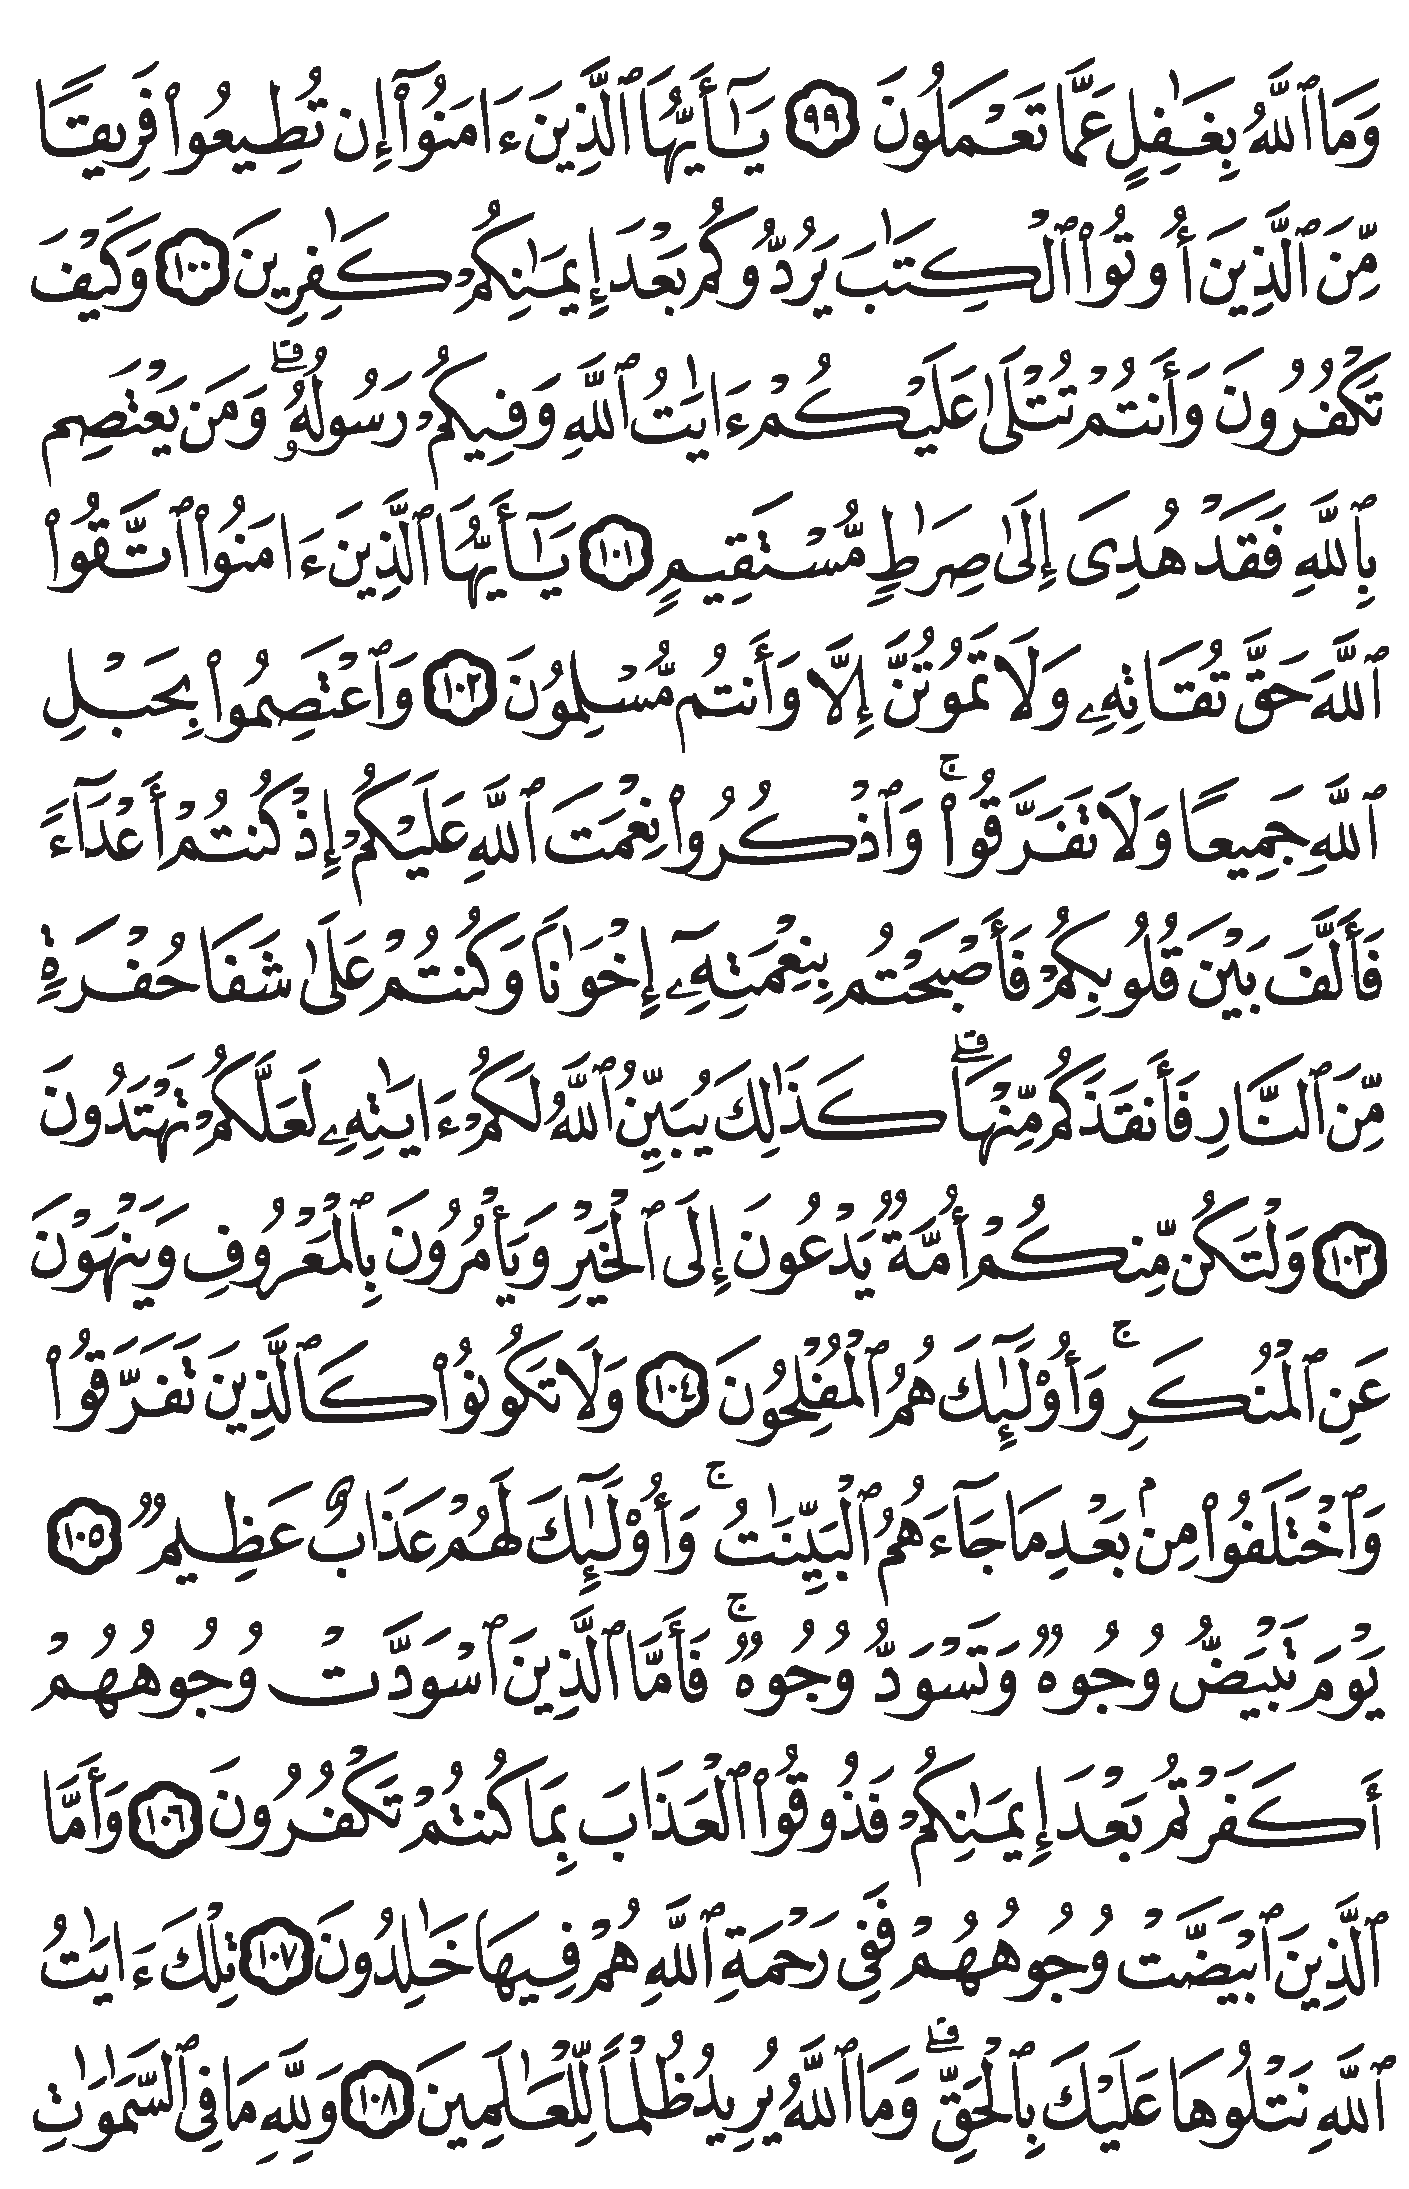 وَمَا ٱللَّهُ بِغَٰفِلٍ عَمَّا تَعْمَلُونَ ٩٩ يَٰٓأَيُّهَا ٱلَّذِينَ ءَامَنُوٓا۟ إِن تُطِيعُوا۟ فَرِيقًا
مِّنَ ٱلَّذِينَ أُوتُوا۟ ٱلْكِتَٰبَ يَرُدُّوكُم بَعْدَ إِيمَٰنِكُمْ كَٰفِرِينَ ١٠٠ وَكَيْفَ
تَكْفُرُونَ وَأَنتُمْ تُتْلَىٰ عَلَيْكُمْ ءَايَٰتُ ٱللَّهِ وَفِيكُمْ رَسُولُهُۥ ۗ وَمَن يَعْتَصِم
بِٱللَّهِ فَقَدْ هُدِىَ إِلَىٰ صِرَٰطٍ مُّسْتَقِيمٍ ١٠١ يَٰٓأَيُّهَا ٱلَّذِينَ ءَامَنُوا۟ ٱتَّقُوا۟
ٱللَّهَ حَقَّ تُقَاتِهِۦ وَلَا تَمُوتُنَّ إِلَّا وَأَنتُم مُّسْلِمُونَ ١٠٢ وَٱعْتَصِمُوا۟ بِحَبْلِ
ٱللَّهِ جَمِيعًا وَلَا تَفَرَّقُوا۟ ۚ وَٱذْكُرُوا۟ نِعْمَتَ ٱللَّهِ عَلَيْكُمْ إِذْ كُنتُمْ أَعْدَآءً
فَأَلَّفَ بَيْنَ قُلُوبِكُمْ فَأَصْبَحْتُم بِنِعْمَتِهِۦٓ إِخْوَٰنًا وَكُنتُمْ عَلَىٰ شَفَا حُفْرَةٍ
مِّنَ ٱلنَّارِ فَأَنقَذَكُم مِّنْهَا ۗ كَذَٰلِكَ يُبَيِّنُ ٱللَّهُ لَكُمْ ءَايَٰتِهِۦ لَعَلَّكُمْ تَهْتَدُونَ
١٠٣ وَلْتَكُن مِّنكُمْ أُمَّةٌ يَدْعُونَ إِلَى ٱلْخَيْرِ وَيَأْمُرُونَ بِٱلْمَعْرُوفِ وَيَنْهَوْنَ
عَنِ ٱلْمُنكَرِ ۚ وَأُو۟لَٰٓئِكَ هُمُ ٱلْمُفْلِحُونَ ١٠٤ وَلَا تَكُونُوا۟ كَٱلَّذِينَ تَفَرَّقُوا۟
وَٱخْتَلَفُوا۟ مِنۢ بَعْدِ مَا جَآءَهُمُ ٱلْبَيِّنَٰتُ ۚ وَأُو۟لَٰٓئِكَ لَهُمْ عَذَابٌ عَظِيمٌ ١٠٥
يَوْمَ تَبْيَضُّ وُجُوهٌ وَتَسْوَدُّ وُجُوهٌ ۚ فَأَمَّا ٱلَّذِينَ ٱسْوَدَّتْ وُجُوهُهُمْ
أَكَفَرْتُم بَعْدَ إِيمَٰنِكُمْ فَذُوقُوا۟ ٱلْعَذَابَ بِمَا كُنتُمْ تَكْفُرُونَ ١٠٦ وَأَمَّا
ٱلَّذِينَ ٱبْيَضَّتْ وُجُوهُهُمْ فَفِى رَحْمَةِ ٱللَّهِ هُمْ فِيهَا خَٰلِدُونَ ١٠٧ تِلْكَ ءَايَٰتُ
ٱللَّهِ نَتْلُوهَا عَلَيْكَ بِٱلْحَقِّ ۗ وَمَا ٱللَّهُ يُرِيدُ ظُلْمًا لِّلْعَٰلَمِينَ ١٠٨ وَلِلَّهِ مَا فِى ٱلسَّمَٰوَٰتِ